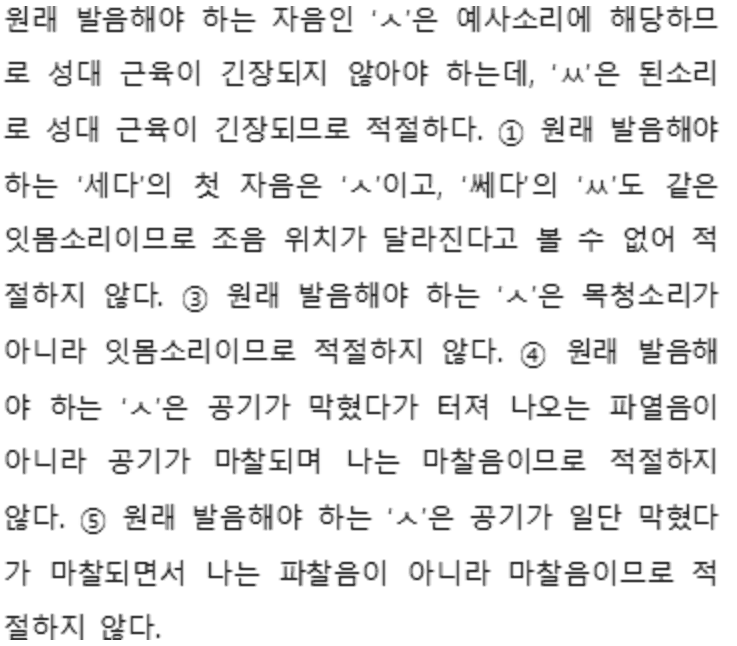 원래 발음해야 하는 자음인 ‘ㅅ’은 예사소리에 해당하므
로 성대 근육이 긴장되지 않아야 하는데, ‘ㅆ’은 된소리
로 성대 근육이 긴장되므로 적절하다. ① 원래 발음해야
하는 ‘세다’의 첫 자음은 ‘ㅅ’이고, ‘쎄다’의 ‘ㅆ’도 같은
잇몸소리이므로 조음 위치가 달라진다고 볼 수 없어 적
절하지 않다. ③ 원래 발음해야 하는 ‘ㅅ’은 목청소리가
아니라 잇몸소리이므로 적절하지 않다. ④ 원래 발음해
야 하는 ‘ㅅ’은 공기가 막혔다가 터져 나오는 파열음이
아니라 공기가 마찰되며 나는 마찰음이므로 적절하지
않다. ⑤ 원래 발음해야 하는 ‘ㅅ’은 공기가 일단 막혔다
가 마찰되면서 나는 파찰음이 아니라 마찰음이므로 적
절하지 않다.